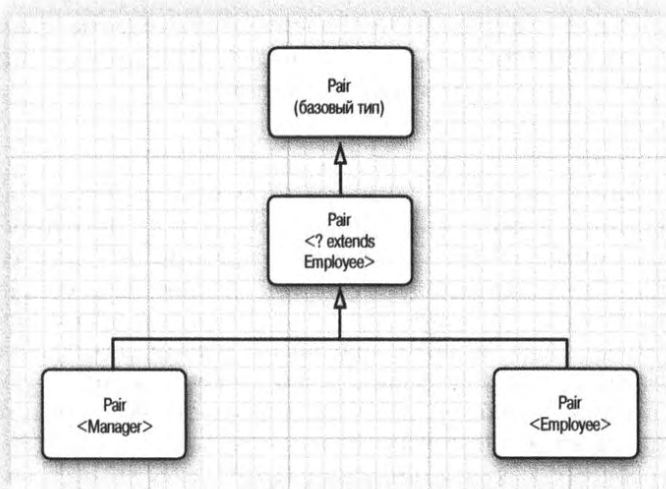 Pair
(базовый тип)
Pair
<? extends
Employee>
Pair
<Manager>
Pair
<Employee>